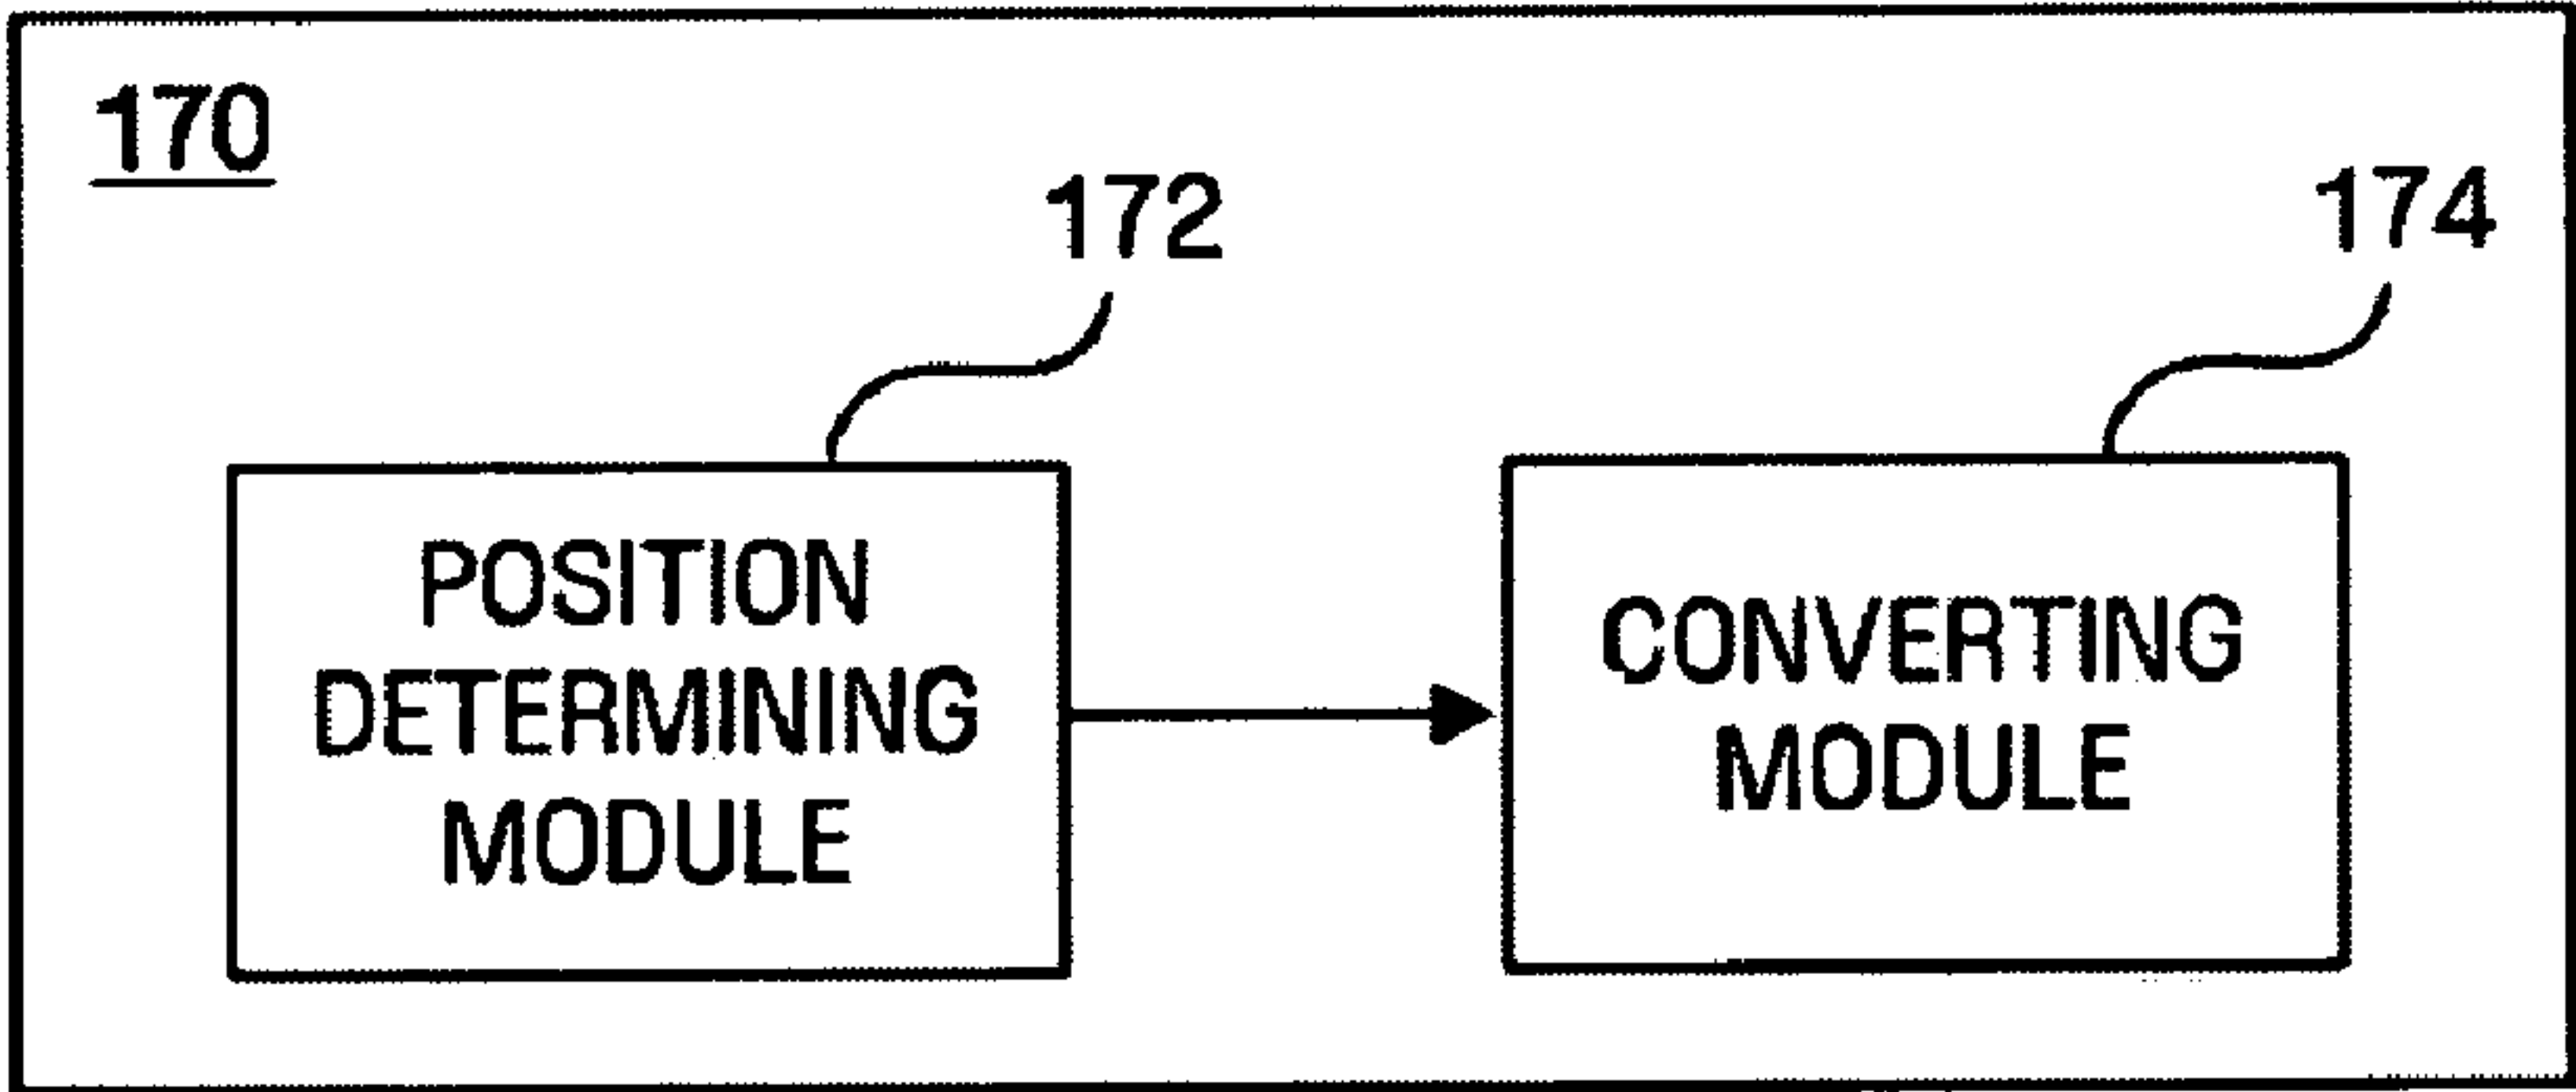 170
172
174
POSITION
DETERMINING
MODULE
CONVERTING
MODULE